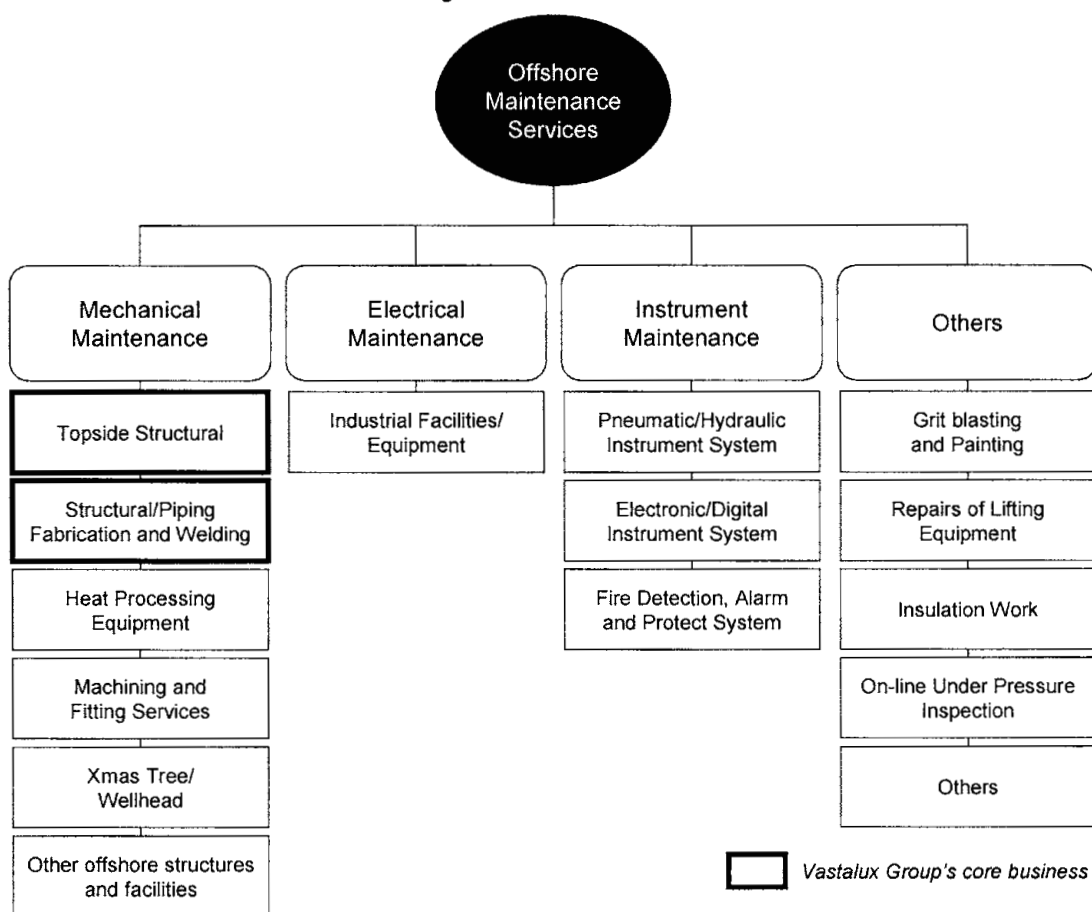 Offshore
Maintenance
Services
Mechanical
Maintenance
Electrical
Maintenance
Instrument
Maintenance
Others
Topside Structural
Structural/Piping
Fabrication and Welding
Heat Processing
Equipment
Machining and
Fitting Services
Xmas Tree/
Wellhead
Other offshore structures
and facilities
Industrial Facilities/
Equipment
Pneumatic/Hydraulic
Instrument System
Electronic/Digital
Instrument System
Fire Detection, Alarm
and Protect System
Grit blasting
and Painting
Repairs of Lifting
Equipment
Insulation Work
On-line Under Pressure
Inspection
Others
Vastalux Group's core business